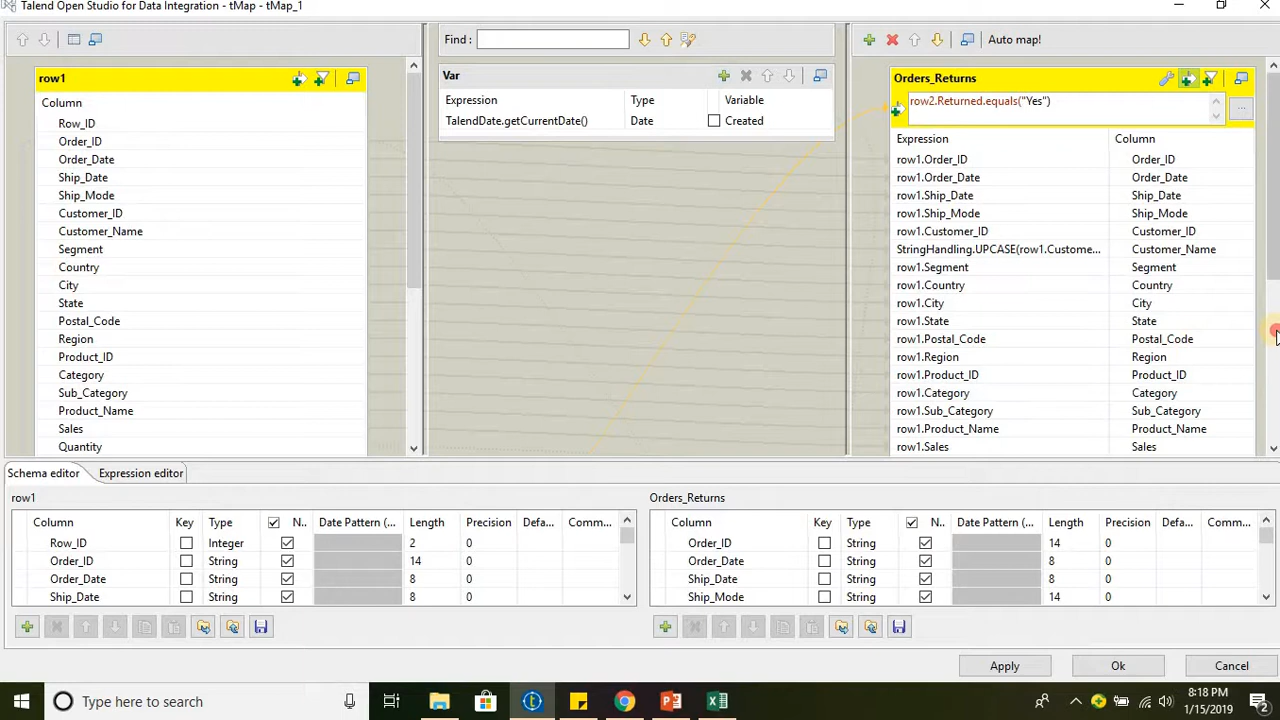 Talend Open Studio for Data Integration - tMap - tMap_1
Find :
Auto map!
row1
Column
Row_ID
Order_ID
Order_Date
Ship_Date
Ship_Mode
Customer_ID
Customer_Name
Segment
Country
City
State
Postal_Code
Region
Product_ID
Category
Sub_Category
Product_Name
Sales
Quantity
Var
Expression Type Variable
TalendDate.getCurrentDate() Date Created
Orders_Returns
row2.Returned.equals("Yes")
...
Expression Column
row1.Order_ID Order_ID
row1.Order_Date Order_Date
row1.Ship_Date Ship_Date
row1.Ship_Mode Ship_Mode
row1.Customer_ID Customer_ID
StringHandling.UPCASE(row1.Custome... Customer_Name
row1.Segment Segment
row1.Country Country
row1.City City
row1.State State
row1.Postal_Code Postal_Code
row1.Region Region
row1.Product_ID Product_ID
row1.Category Category
row1.Sub_Category Sub_Category
row1.Product_Name Product_Name
row1.Sales Sales
Schema editor Expression editor
row1
Column Key Type N.. Date Pattern (... Length Precision Defa... Comm...
Row_ID Integer 2 0
Order_ID String 14 0
Order_Date String 8 0
Ship_Date String 8 0
Orders_Returns
Column Key Type N.. Date Pattern (... Length Precision Defa... Comm...
Order_ID String 14 0
Order_Date String 8 0
Ship_Date String 8 0
Ship_Mode String 14 0
Apply Ok Cancel
Type here to search
8:18 PM
1/15/2019
2